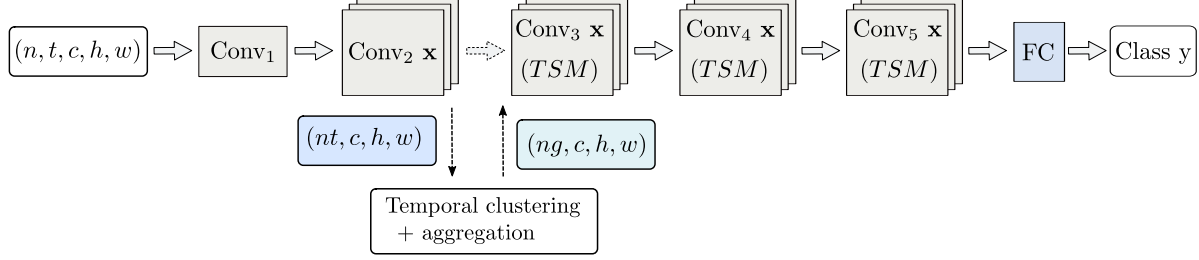 (n, t, c, h, w)
Conv₁
Conv₂ x
Conv₃ x
(TSM)
Conv₄ x
(TSM)
Conv₅ x
(TSM)
FC
Class y
(nt, c, h, w)
(ng, c, h, w)
Temporal clustering
+ aggregation